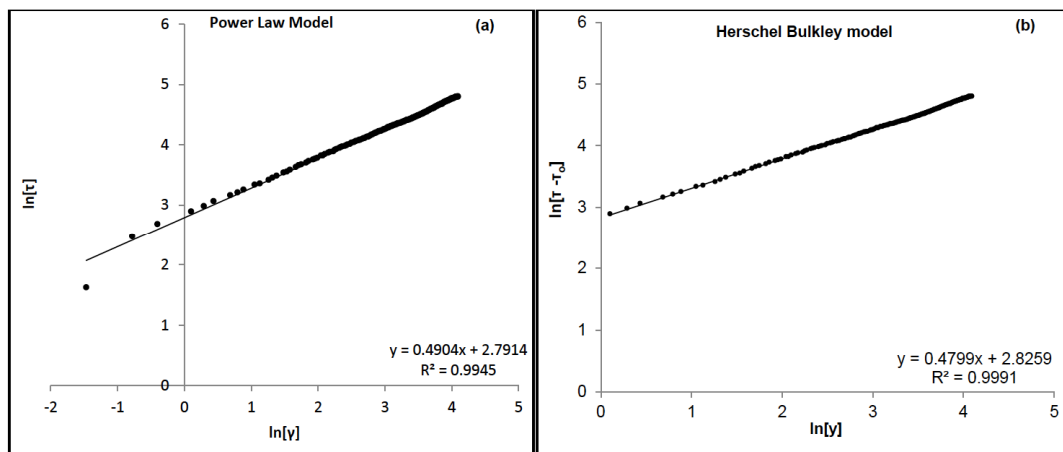 Power Law Model
(a)
6
5
4
3
2
1
0
-2
-1
0
1
2
3
4
5
ln[τ]
ln[γ]
y = 0.4904x + 2.7914
R² = 0.9945
Herschel Bulkley model
(b)
6
5
4
3
2
1
0
0
1
2
3
4
5
ln[τ -τₒ]
ln[y]
y = 0.4799x + 2.8259
R² = 0.9991